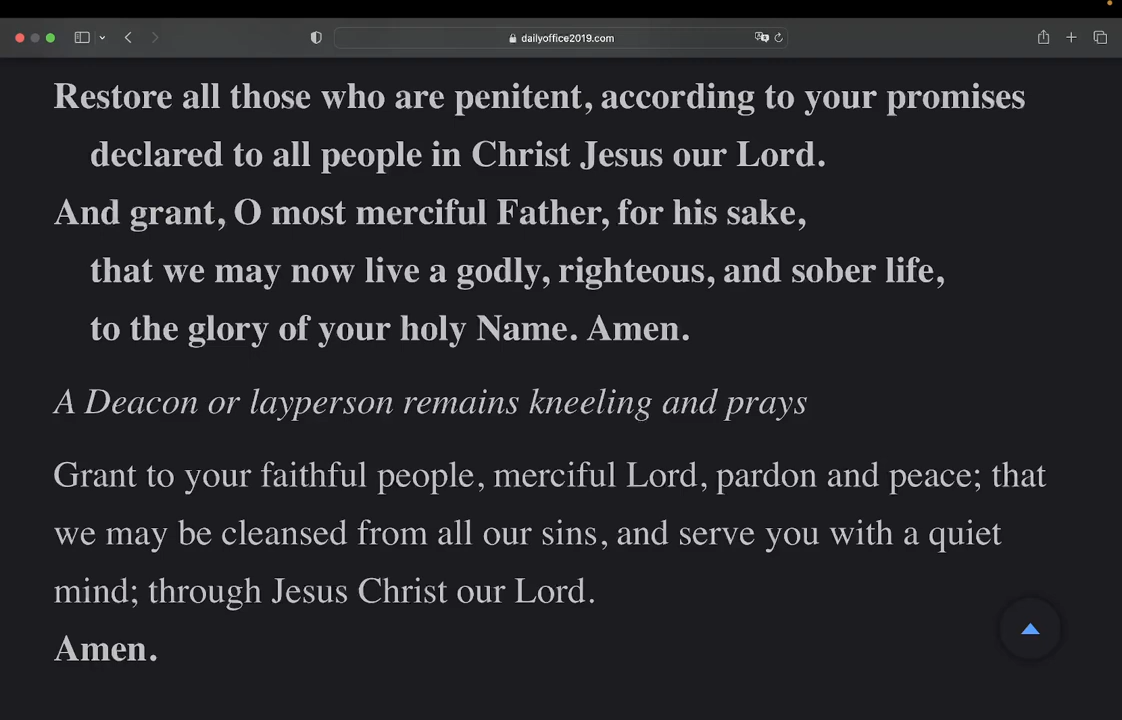 dailyoffice2019.com
Restore all those who are penitent, according to your promises
declared to all people in Christ Jesus our Lord.
And grant, O most merciful Father, for his sake,
that we may now live a godly, righteous, and sober life,
to the glory of your holy Name. Amen.
A Deacon or layperson remains kneeling and prays
Grant to your faithful people, merciful Lord, pardon and peace; that
we may be cleansed from all our sins, and serve you with a quiet
mind; through Jesus Christ our Lord.
Amen.